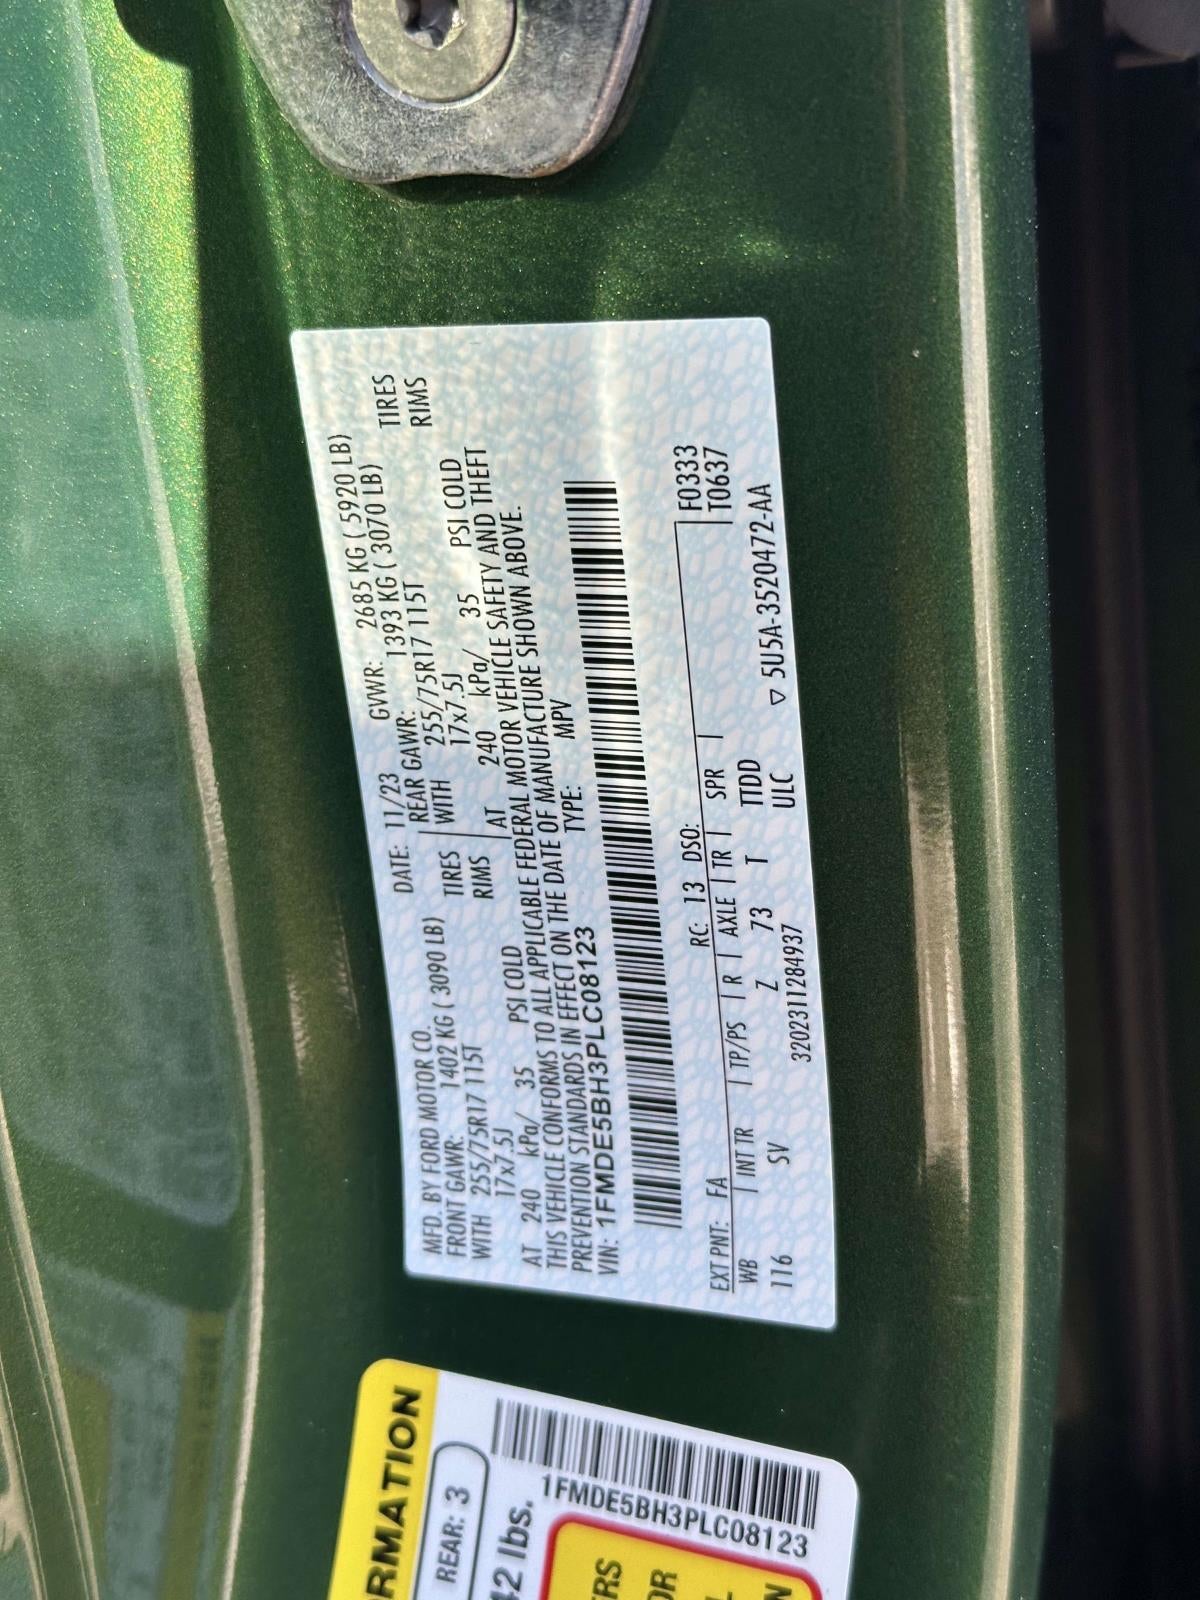 MFD. BY FORD MOTOR CO. DATE: 11/23 GVWR: 2685 KG ( 5920 LB)
FRONT GAWR: 1402 KG ( 3090 LB) REAR GAWR: 1393 KG ( 3070 LB)
WITH 255/75R17 115T TIRES WITH 255/75R17 115T TIRES
17x7.5J RIMS 17x7.5J RIMS
AT 240 kPa/ 35 PSI COLD AT 240 kPa/ 35 PSI COLD
THIS VEHICLE CONFORMS TO ALL APPLICABLE FEDERAL MOTOR VEHICLE SAFETY AND THEFT
PREVENTION STANDARDS IN EFFECT ON THE DATE OF MANUFACTURE SHOWN ABOVE.
VIN: 1FMDE5BH3PLC08123 TYPE: MPV
EXT PNT: FA RC: 13 DSO: F0333
WB | INT TR | TP/PS | R | AXLE | TR | SPR | T0637
116 SV Z 73 T TTDD
3202311284937 ULC ▽ 5U5A-3520472-AA
RMATION
REAR: 3
42 lbs.
1FMDE5BH3PLC08123